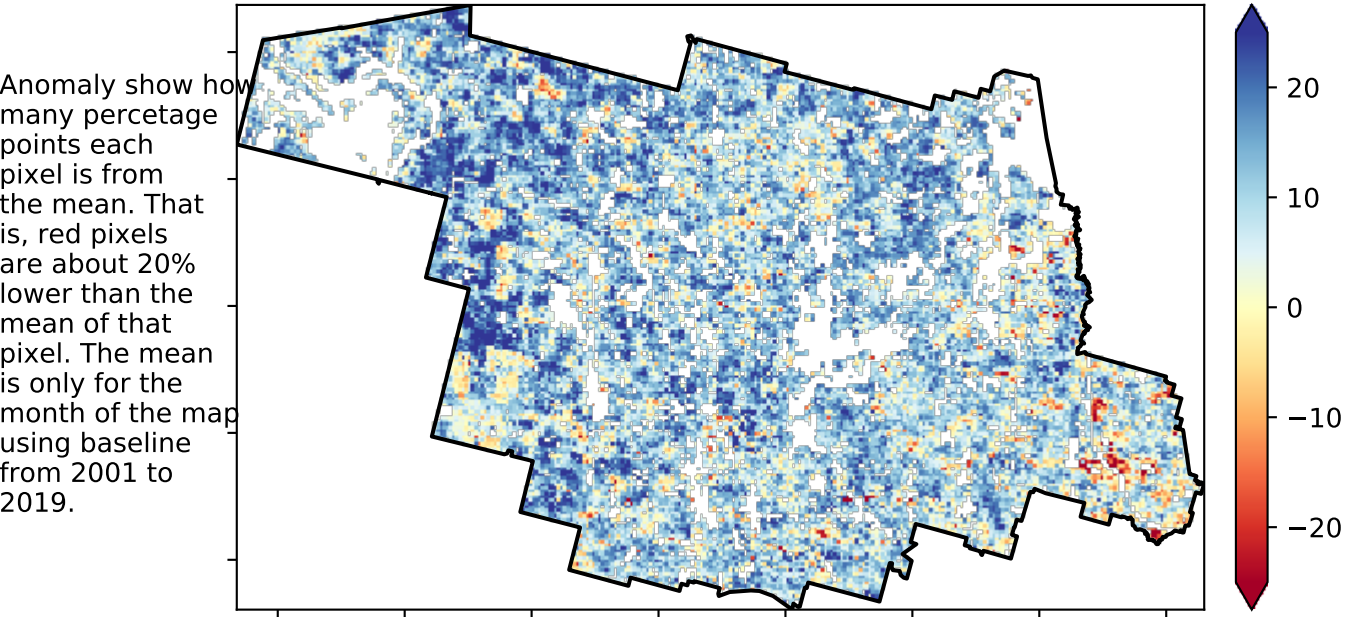 Anomaly show how
many percetage
points each
pixel is from
the mean. That
is, red pixels
are about 20%
lower than the
mean of that
pixel. The mean
is only for the
month of the map
using baseline
from 2001 to
2019.
20
10
0
−10
−20